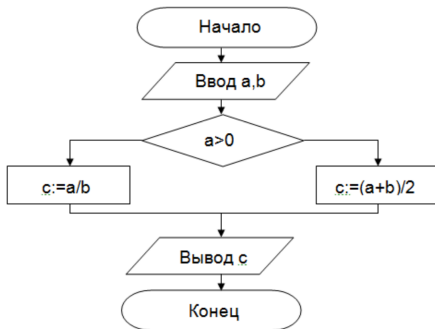 Начало
Ввод a,b
a>0
c:=a/b
c:=(a+b)/2
Вывод c
Конец